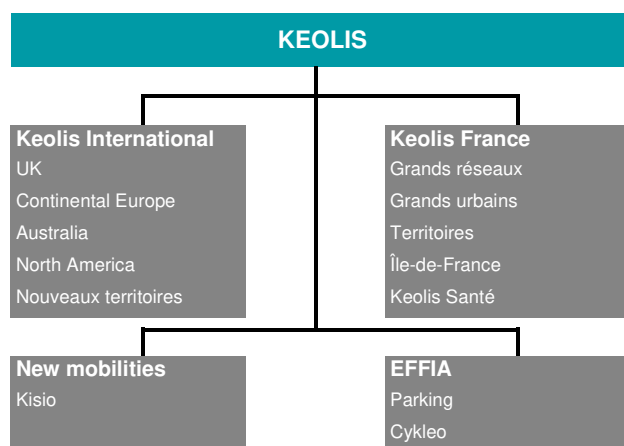 KEOLIS
Keolis International
UK
Continental Europe
Australia
North America
Nouveaux territoires
Keolis France
Grands réseaux
Grands urbains
Territoires
Île-de-France
Keolis Santé
New mobilities
Kisio
EFFIA
Parking
Cykleo